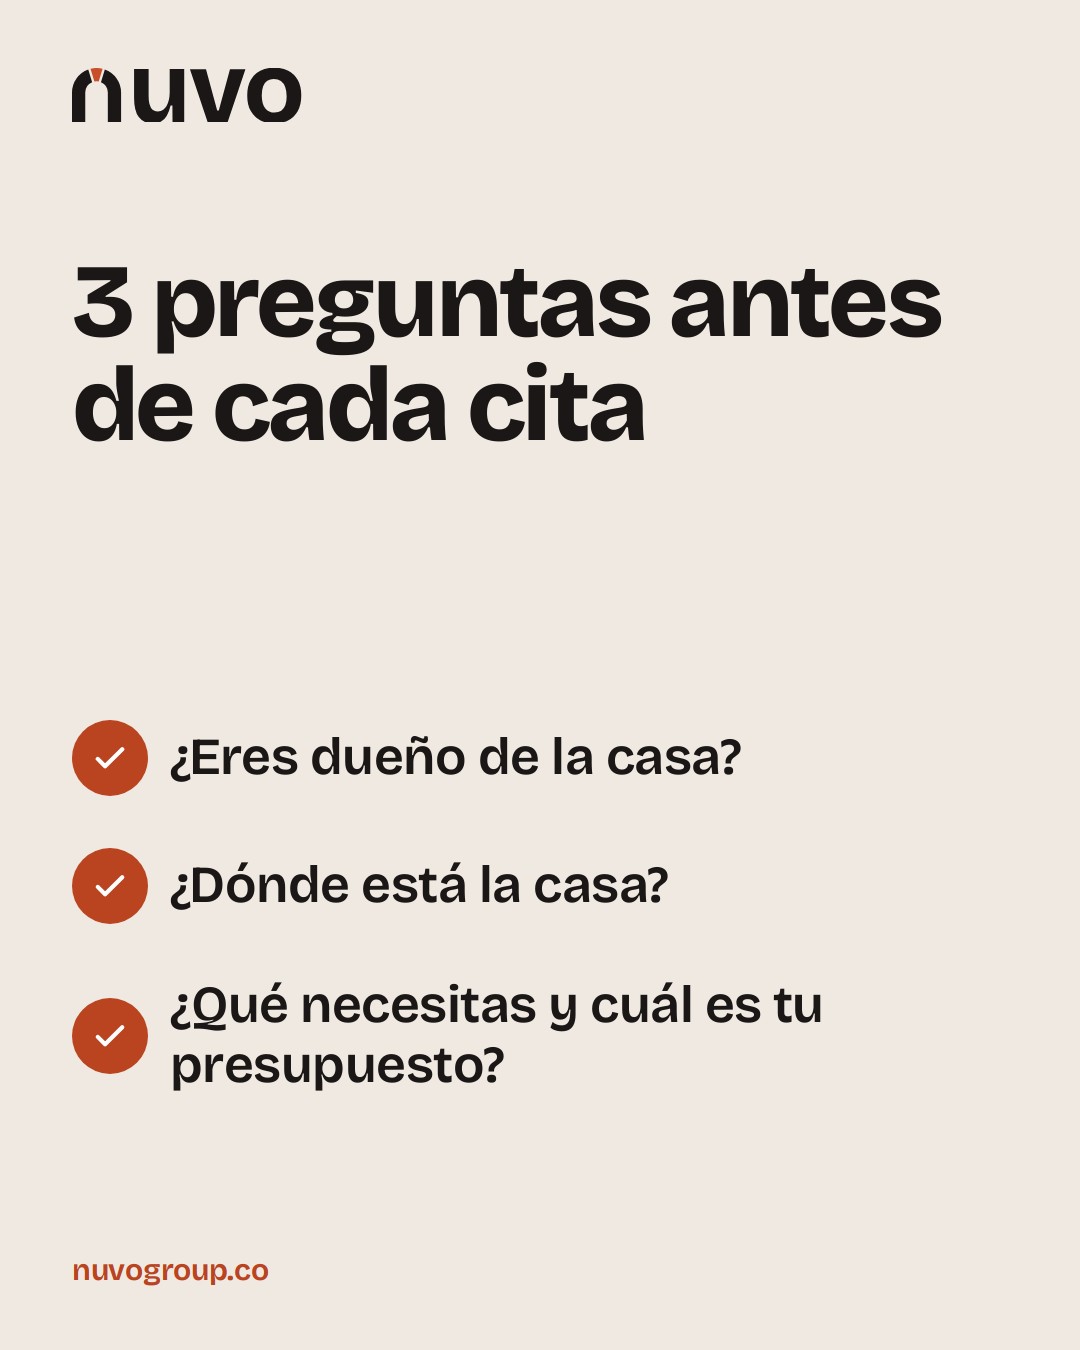 nuvo
3 preguntas antes
de cada cita
¿Eres dueño de la casa?
¿Dónde está la casa?
¿Qué necesitas y cuál es tu
presupuesto?
nuvogroup.co